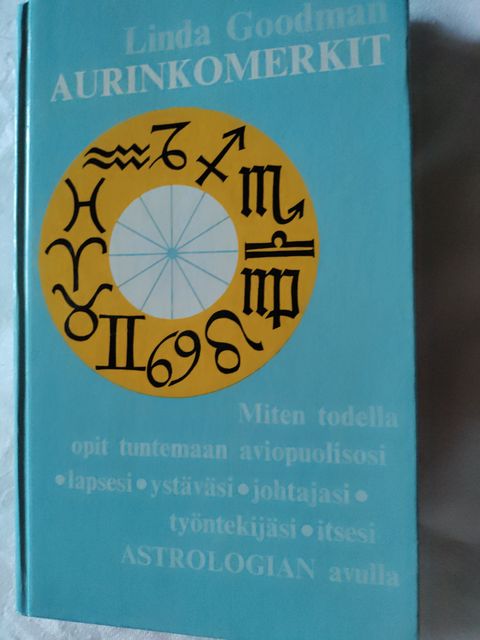 Linda Goodman
AURINKOMERKIT
Miten todella
opit tuntemaan aviopuolisosi
•lapsesi•ystäväsi•johtajasi•
työntekijäsi•itsesi
ASTROLOGIAN avulla